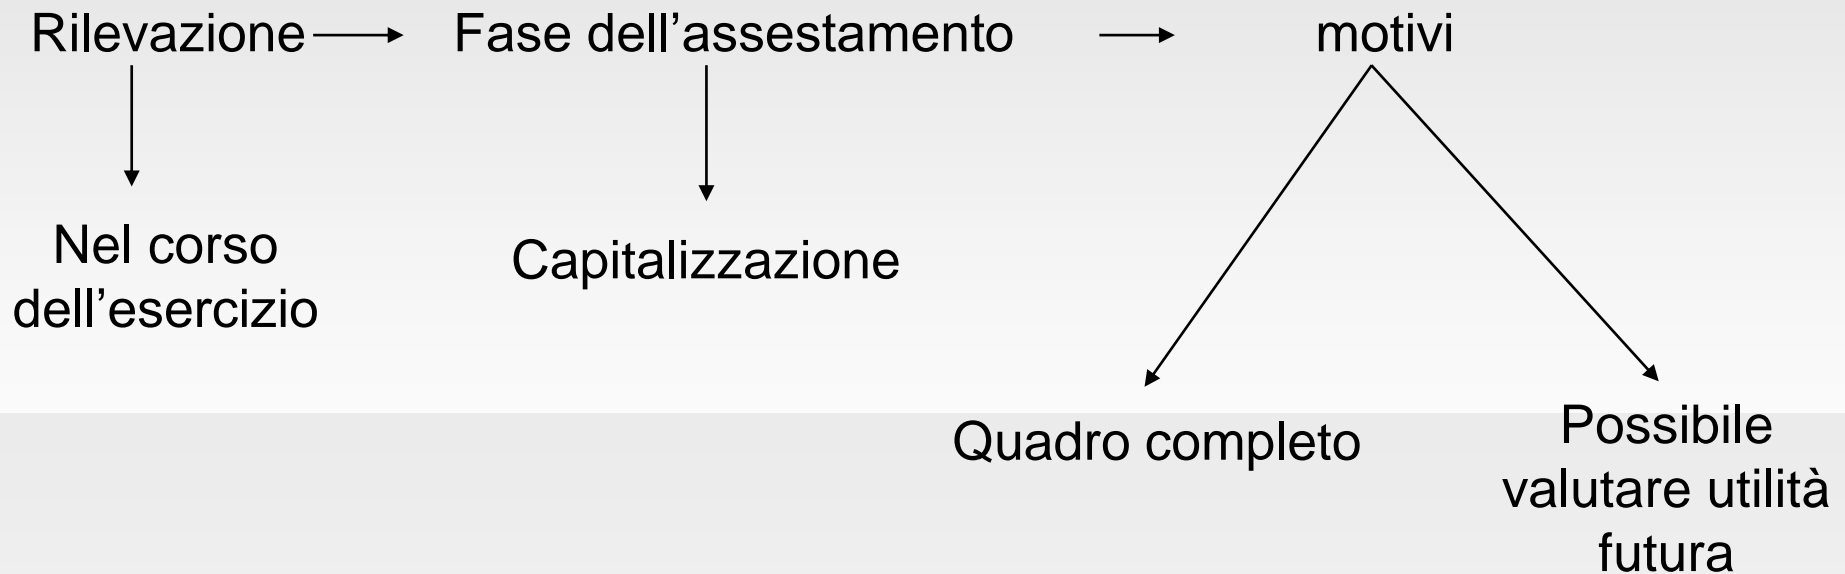 Rilevazione
Fase dell’assestamento
motivi
Nel corso
dell’esercizio
Capitalizzazione
Quadro completo
Possibile
valutare utilità
futura